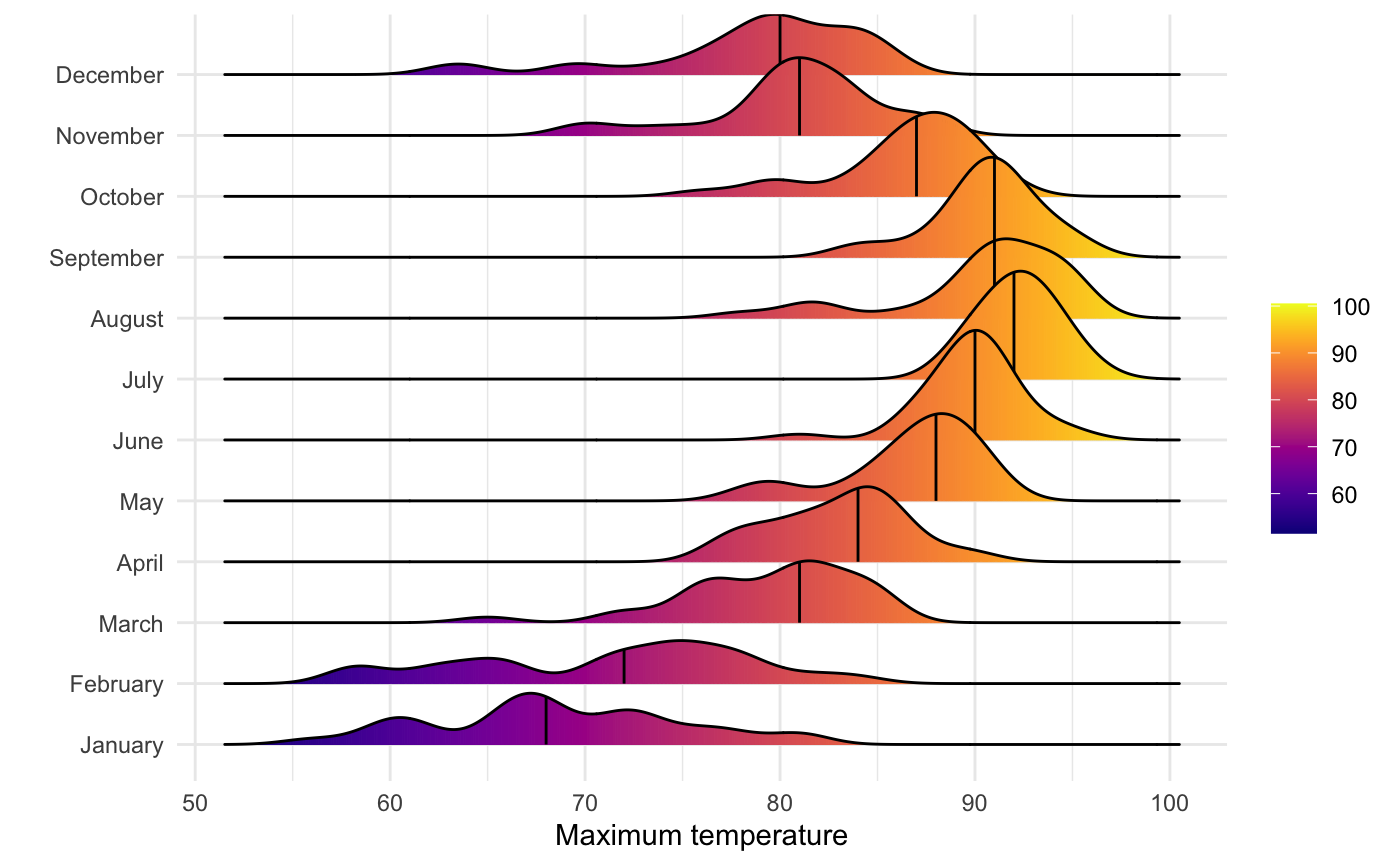 December
November
October
September
August
July
June
May
April
March
February
January
50 60 70 80 90 100
Maximum temperature
100
90
80
70
60